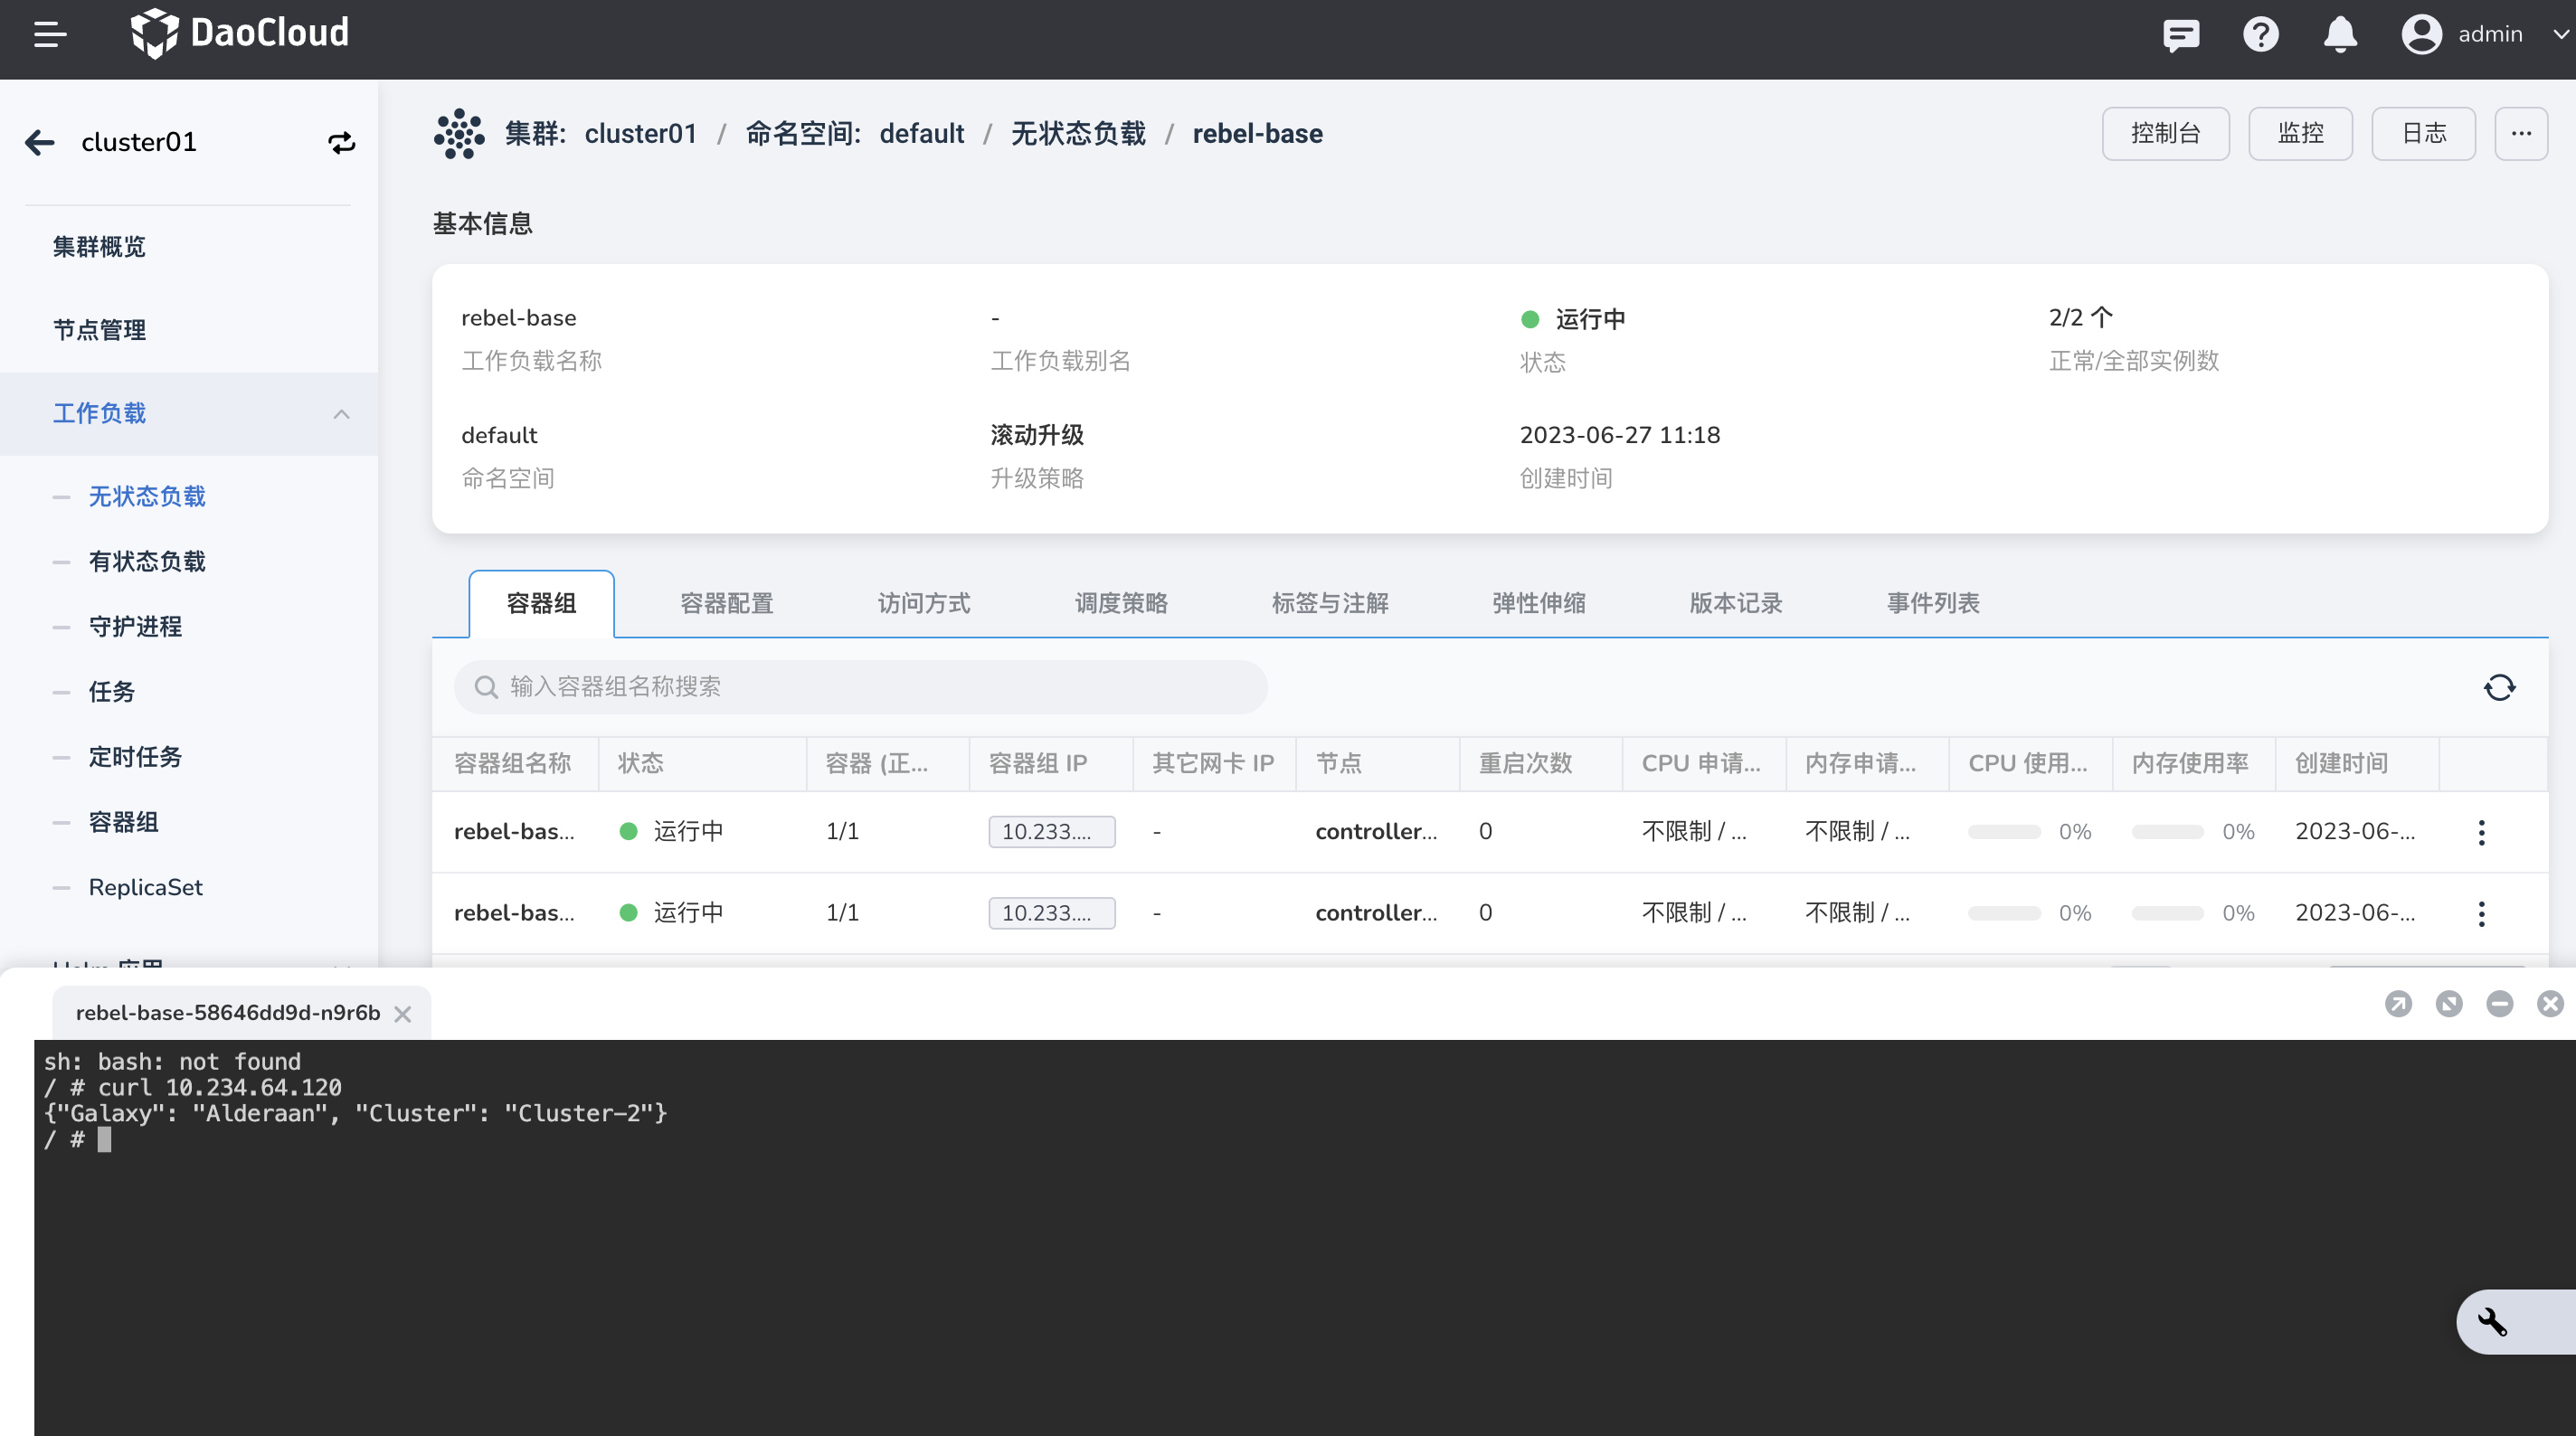 DaoCloud
admin
cluster01
集群: cluster01 / 命名空间: default / 无状态负载 / rebel-base
控制台
监控
日志
集群概览
节点管理
工作负载
无状态负载
有状态负载
守护进程
任务
定时任务
容器组
ReplicaSet
Helm 应用
基本信息
rebel-base
工作负载名称
-
工作负载别名
运行中
状态
2/2 个
正常/全部实例数
default
命名空间
滚动升级
升级策略
2023-06-27 11:18
创建时间
容器组 容器配置 访问方式 调度策略 标签与注解 弹性伸缩 版本记录 事件列表
输入容器组名称搜索
容器组名称 状态 容器 (正... 容器组 IP 其它网卡 IP 节点 重启次数 CPU 申请... 内存申请... CPU 使用... 内存使用率 创建时间
rebel-bas... 运行中 1/1 10.233.... - controller... 0 不限制 / ... 不限制 / ... 0% 0% 2023-06-...
rebel-bas... 运行中 1/1 10.233.... - controller... 0 不限制 / ... 不限制 / ... 0% 0% 2023-06-...
rebel-base-58646dd9d-n9r6b
sh: bash: not found
/ # curl 10.234.64.120
{"Galaxy": "Alderaan", "Cluster": "Cluster-2"}
/ #